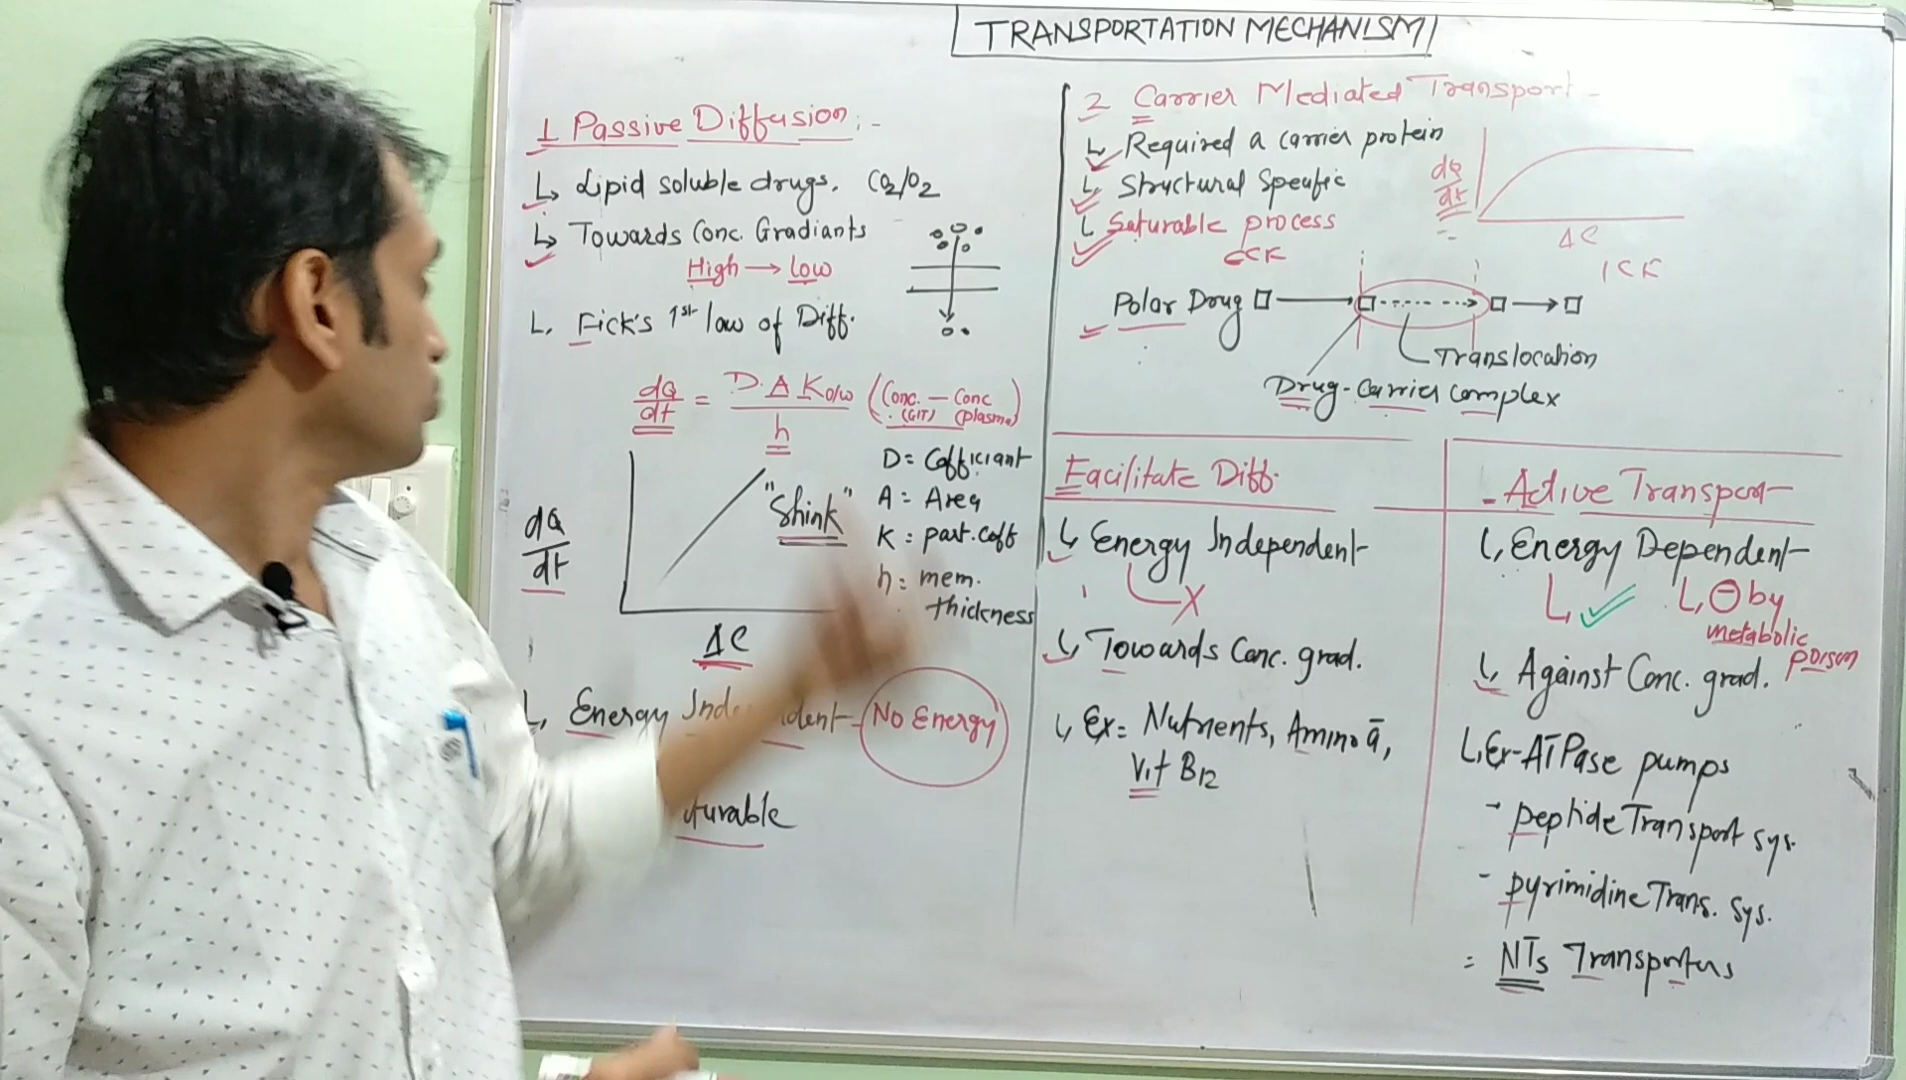 TRANSPORTATION MECHANISM
1 Passive Diffusion:-
Lipid soluble drugs. CO2/O2
Towards Conc. Gradiants
High → Low
Fick's 1st law of Diff.
dQ/dt = D.A Ko/w / h (Conc. (GIT) – Conc (plasma))
D = Cofficiant
A = Area
K = part. coff
h = mem. thickness
dQ/dt
"Shink"
ΔC
Energy No Energy
2 Carrier Mediated Transport -
Required a carrier protein
Structural Specific
Saturable process
dQ/dt
ΔC
Polar Drug
Translocation
Drug-Carrier complex
Facilitate Diff.
Energy Independent
X
Towards Conc. grad.
Ex= Nutrients, Amino a,
Vit B12
- Active Transport
Energy Dependent
⊖ by
metabolic
poison
Against Conc. grad.
Ex- ATPase pumps
- peptide Transport sys.
- pyrimidine Trans. sys.
= NTs Transporters